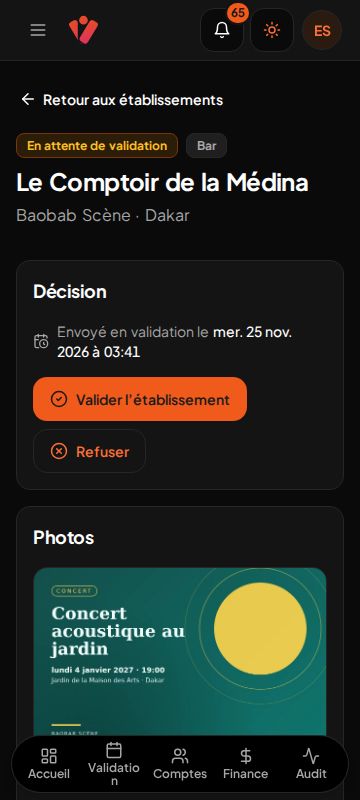 65
ES
Retour aux établissements
En attente de validation
Bar
Le Comptoir de la Médina
Baobab Scène · Dakar
Décision
Envoyé en validation le mer. 25 nov.
2026 à 03:41
Valider l'établissement
Refuser
Photos
CONCERT
Concert
acoustique au
jardin
lundi 4 janvier 2027 · 19:00
Jardin de la Maison des Arts · Dakar
BAOBAB SCÈNE
Accueil
Validatio
n
Comptes
Finance
Audit